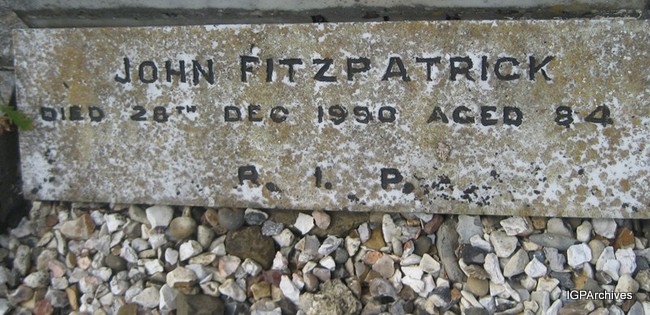 JOHN FITZPATRICK
DIED 28TH DEC 1990 AGED 84
R. I. P.
IGPArchives